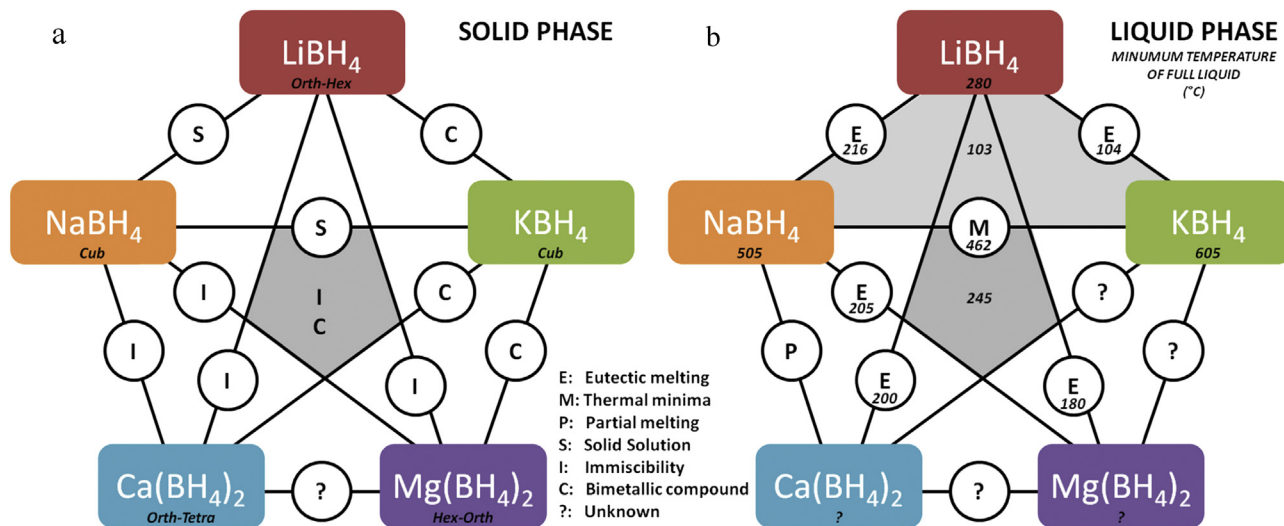 a
SOLID PHASE
LiBH4
Orth-Hex
S
C
NaBH4
Cub
S
KBH4
Cub
I
C
I
C
I
C
I
I
Ca(BH4)2
Orth-Tetra
?
Mg(BH4)2
Hex-Orth
E: Eutectic melting
M: Thermal minima
P: Partial melting
S: Solid Solution
I: Immiscibility
C: Bimetallic compound
?: Unknown
b
LIQUID PHASE
MINUMUM TEMPERATURE
OF FULL LIQUID
(°C)
LiBH4
280
E
216
E
104
103
NaBH4
505
M
462
KBH4
605
E
205
245
?
P
?
E
200
E
180
Ca(BH4)2
?
?
Mg(BH4)2
?